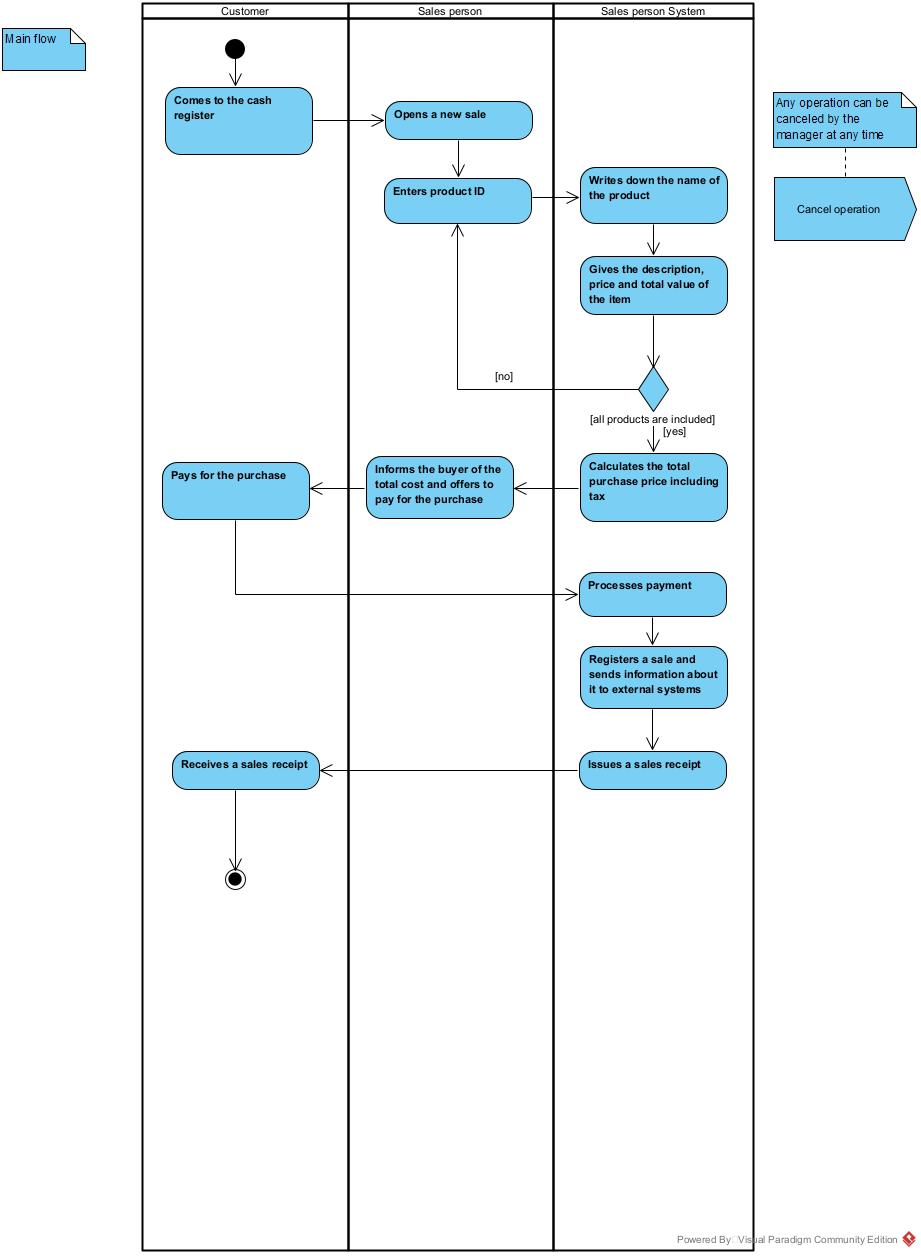 Customer
Sales person
Sales person System
Main flow
Comes to the cash
register
Opens a new sale
Any operation can be
canceled by the
manager at any time
Enters product ID
Writes down the name of
the product
Cancel operation
Gives the description,
price and total value of
the item
[no]
[all products are included]
[yes]
Pays for the purchase
Informs the buyer of the
total cost and offers to
pay for the purchase
Calculates the total
purchase price including
tax
Processes payment
Registers a sale and
sends information about
it to external systems
Receives a sales receipt
Issues a sales receipt
Powered By Visual Paradigm Community Edition